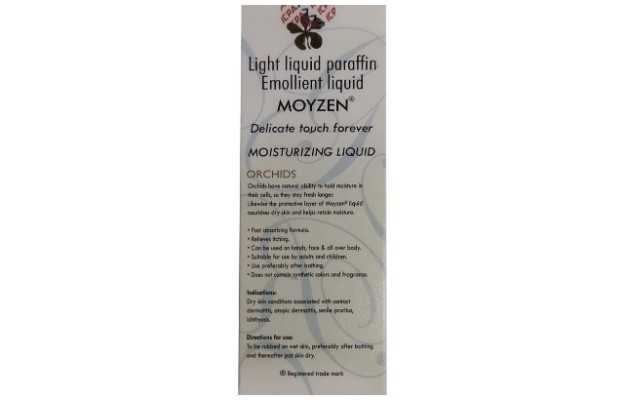 ICPA
Light liquid paraffin
Emollient liquid
MOYZEN®
Delicate touch forever
MOISTURIZING LIQUID
ORCHIDS
Orchids have natural ability to hold moisture in
their cells, so they stay fresh longer.
Likewise the protective layer of Moyzen® liquid
nourishes dry skin and helps retain moisture.
• Fast absorbing formula.
• Relieves itching.
• Can be used on hands, face & all over body.
• Suitable for use by adults and children.
• Use preferably after bathing.
• Does not contain synthetic colors and fragrance.
Indications:
Dry skin conditions associated with contact
dermatitis, atopic dermatitis, senile pruritus,
ichthyosis.
Directions for use:
To be rubbed on wet skin, preferably after bathing
and thereafter pat skin dry.
® Registered trade mark